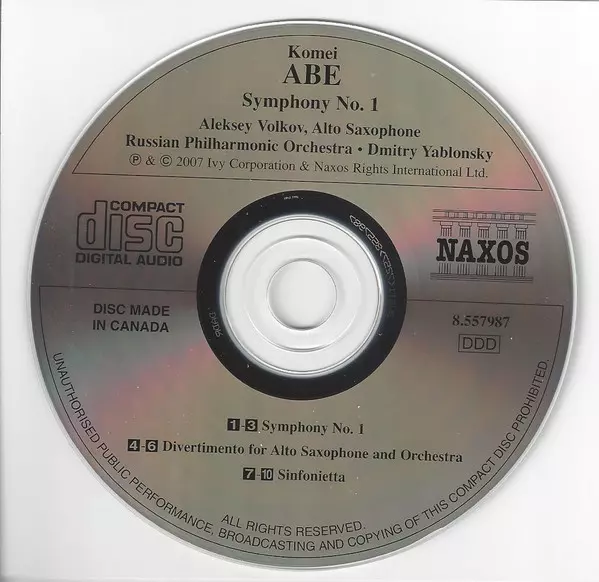 Komei
ABE
Symphony No. 1
Aleksey Volkov, Alto Saxophone
Russian Philharmonic Orchestra • Dmitry Yablonsky
Ⓟ & © 2007 Ivy Corporation & Naxos Rights International Ltd.
COMPACT
disc
DIGITAL AUDIO
NAXOS
DISC MADE
IN CANADA
8.557987
DDD
1-3 Symphony No. 1
4-6 Divertimento for Alto Saxophone and Orchestra
7-10 Sinfonietta
ALL RIGHTS RESERVED.
UNAUTHORISED PUBLIC PERFORMANCE, BROADCASTING AND COPYING OF THIS COMPACT DISC PROHIBITED.